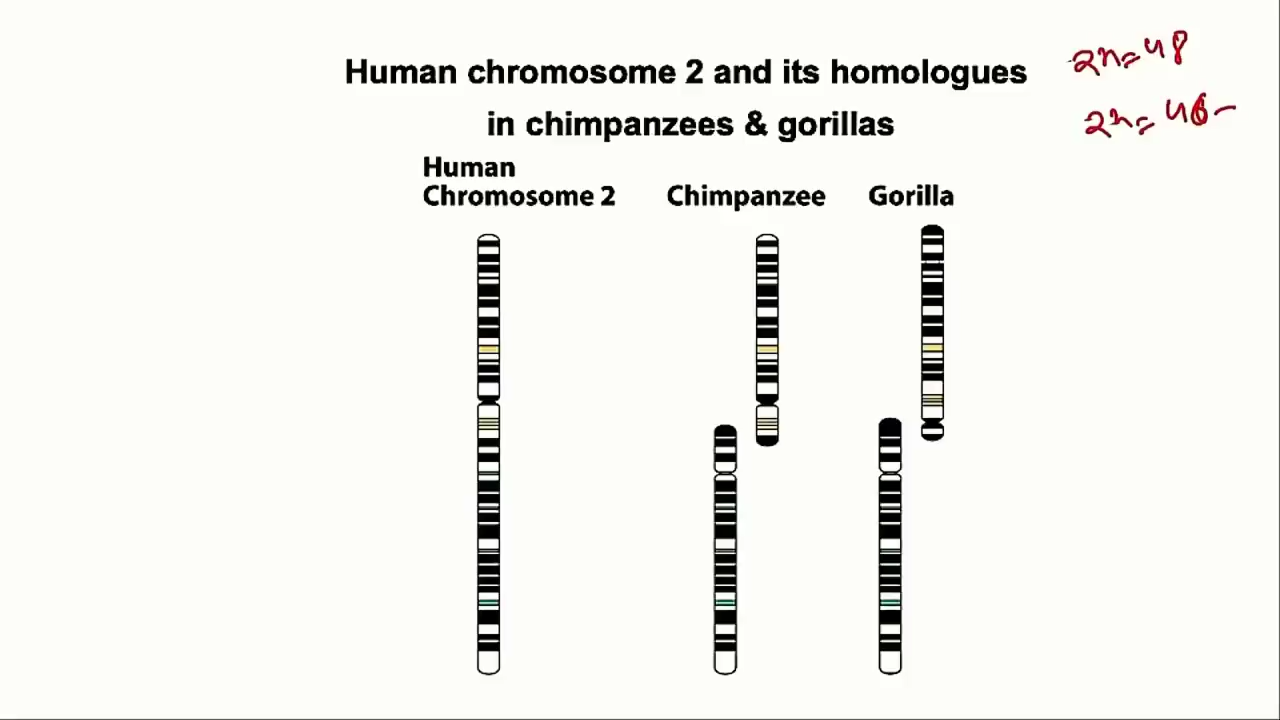 Human chromosome 2 and its homologues
in chimpanzees & gorillas
2n=48
2n=46-
Human
Chromosome 2
Chimpanzee
Gorilla